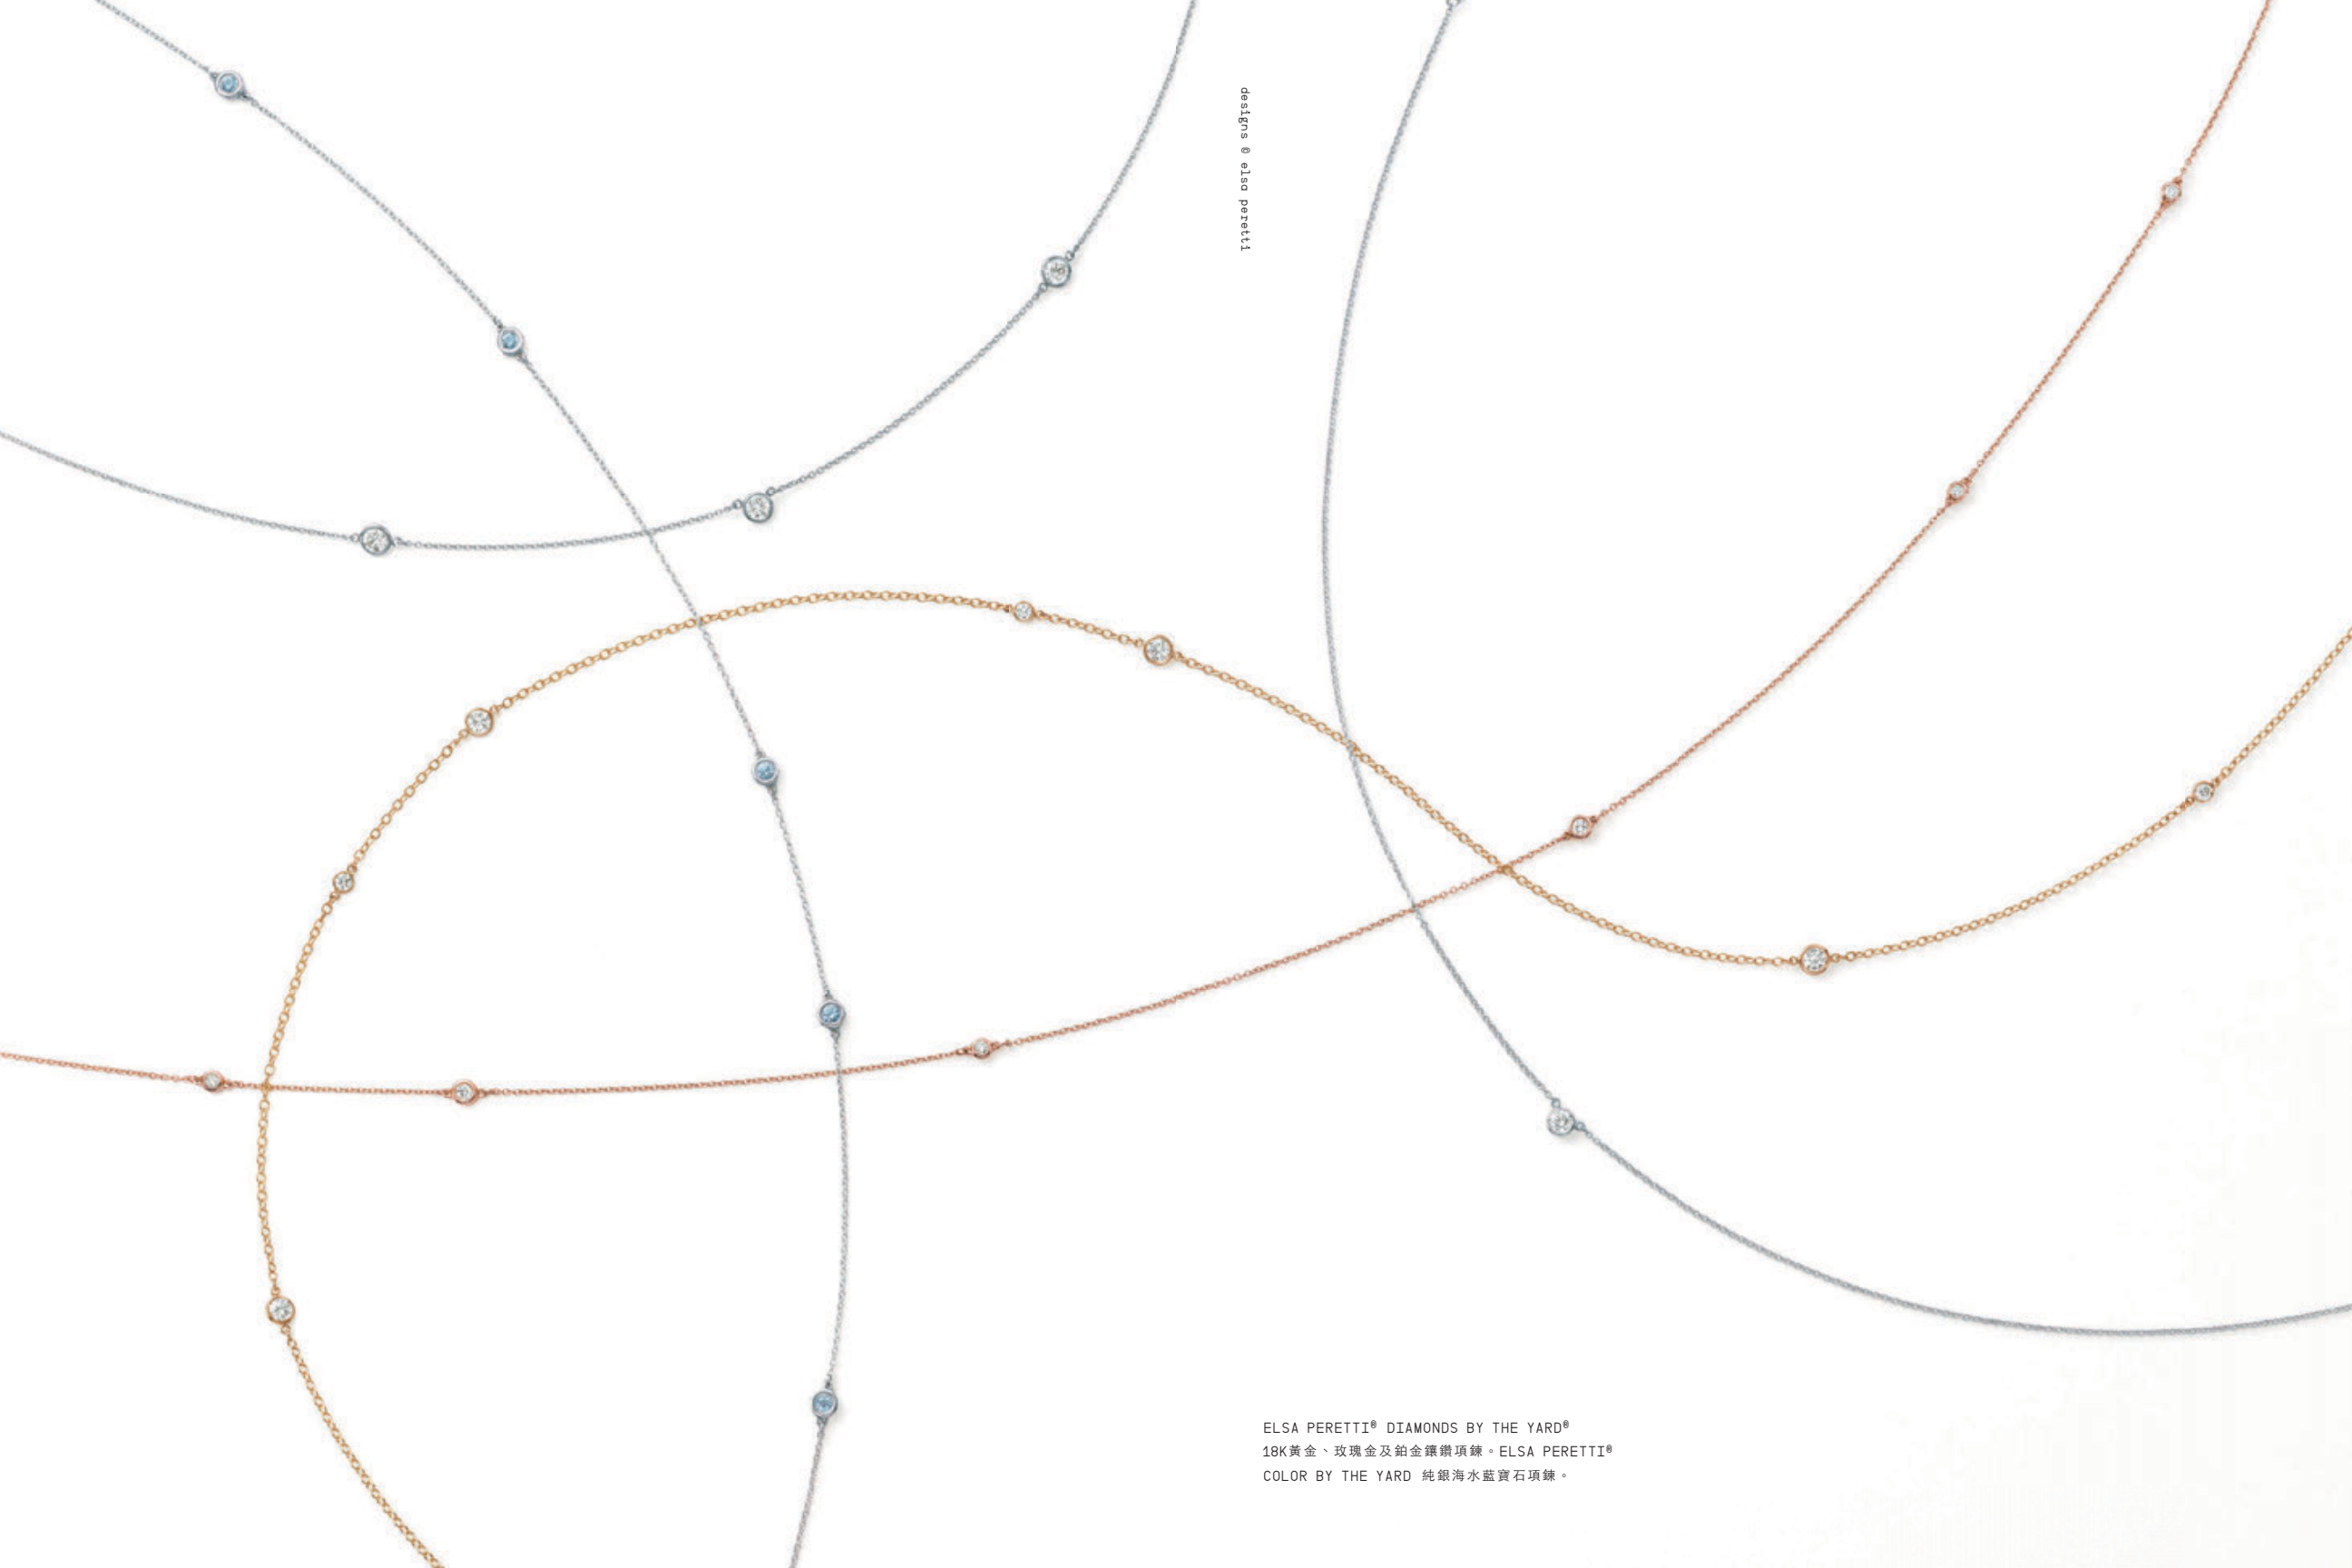 designs © elsa peretti
ELSA PERETTI® DIAMONDS BY THE YARD®
18K黃金、玫瑰金及鉑金鑲鑽項鍊。ELSA PERETTI®
COLOR BY THE YARD 純銀海水藍寶石項鍊。